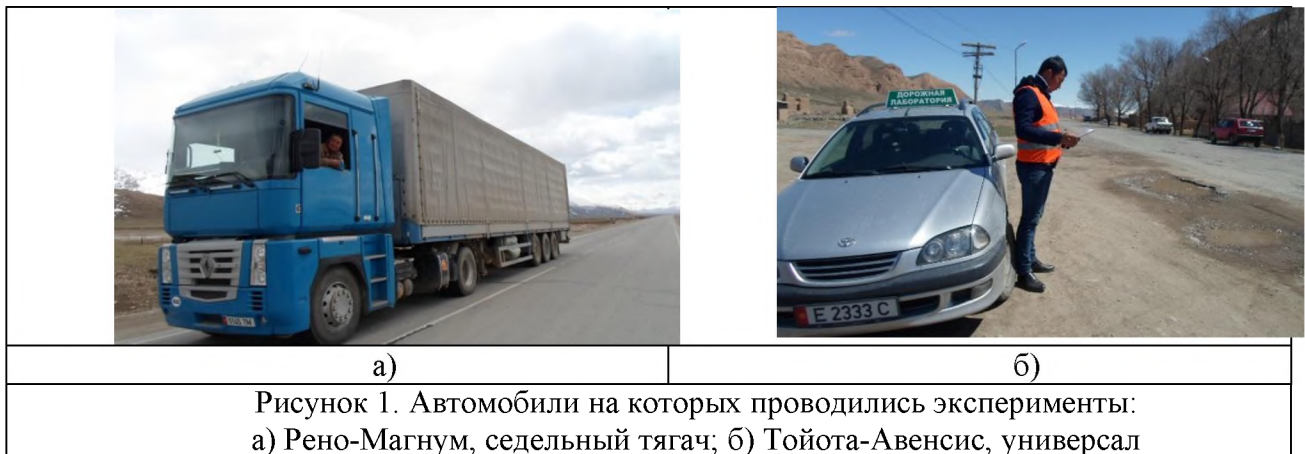 ДОРОЖНАЯ
ЛАБОРАТОРИЯ
E 2333 C
а)
б)
Рисунок 1. Автомобили на которых проводились эксперименты:
а) Рено-Магнум, седельный тягач; б) Тойота-Авенсис, универсал